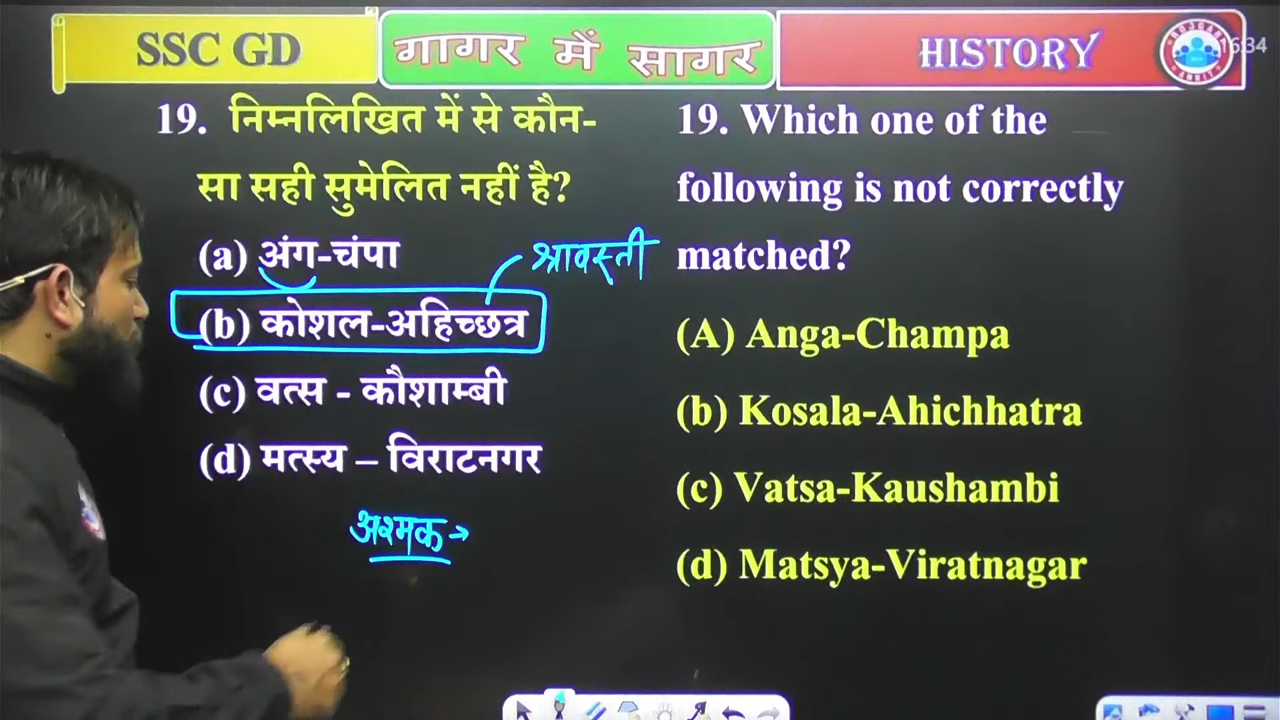 SSC GD
गागर में सागर
HISTORY
19. निम्नलिखित में से कौन-
सा सही सुमेलित नहीं है?
(a) अंग-चंपा
श्रावस्ती
(b) कोशल-अहिच्छत्र
(c) वत्स - कौशाम्बी
(d) मत्स्य – विराटनगर
अश्मक →
19. Which one of the
following is not correctly
matched?
(A) Anga-Champa
(b) Kosala-Ahichhatra
(c) Vatsa-Kaushambi
(d) Matsya-Viratnagar